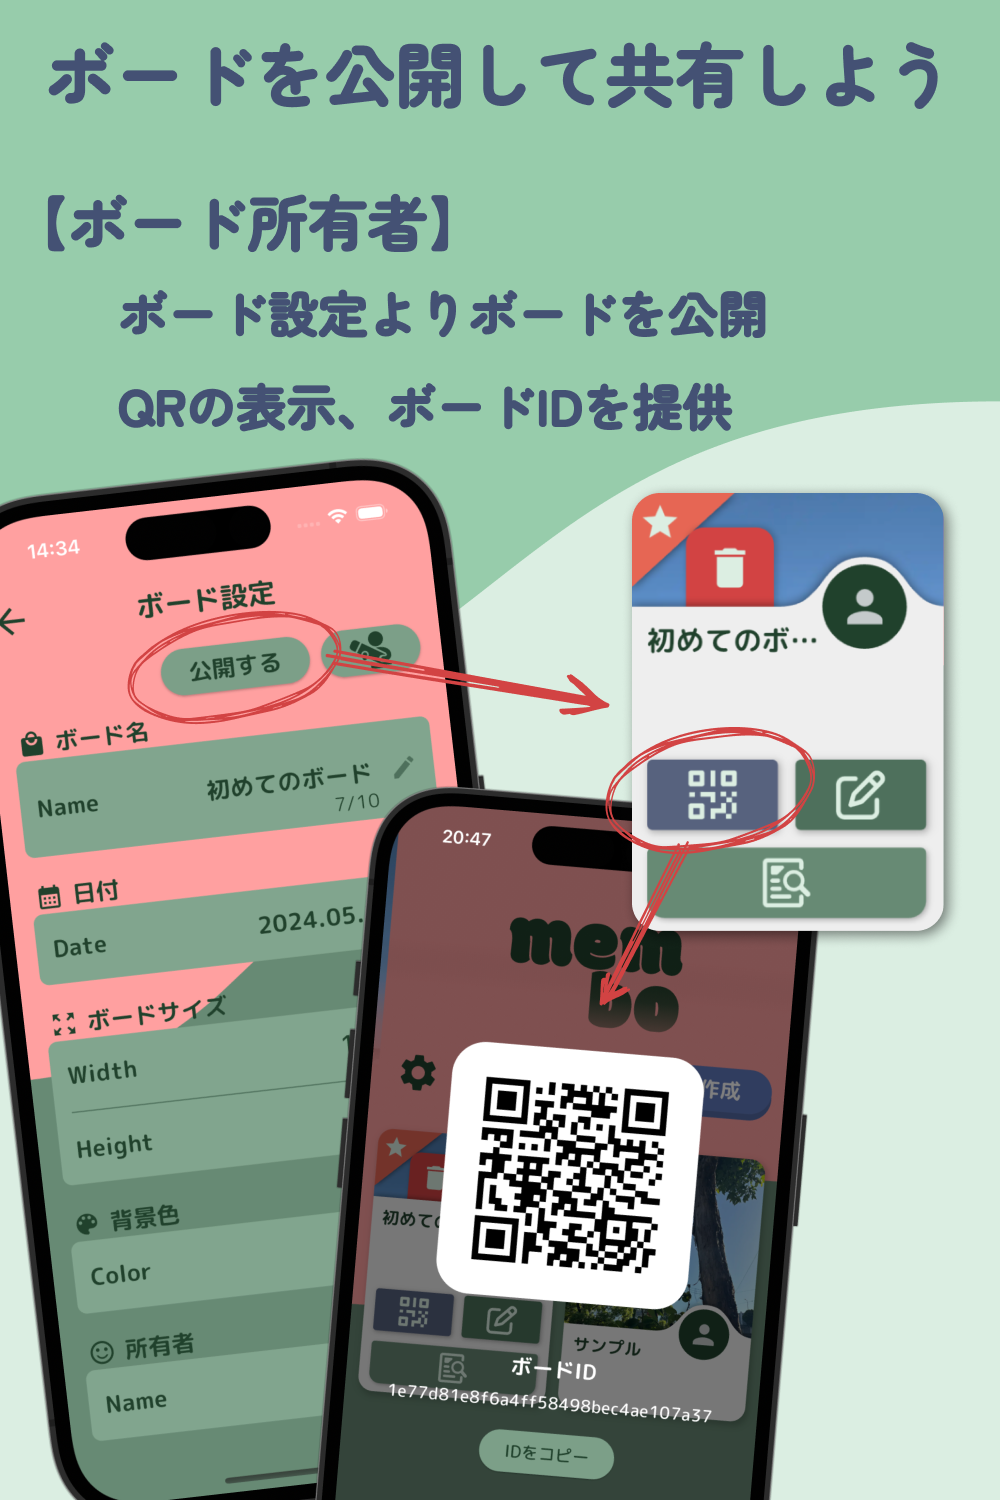 ボードを公開して共有しよう
【ボード所有者】
ボード設定よりボードを公開
QRの表示、ボードIDを提供
14:34
ボード設定
公開する
ボード名
Name
初めてのボード
7/10
日付
Date
2024.05.
ボードサイズ
Width
1
Height
背景色
Color
所有者
Name
初めてのボ…
20:47
mem
bo
作成
初めて
サンプル
ボードID
1e77d81e8f6a4ff58498bec4ae107a37
IDをコピー